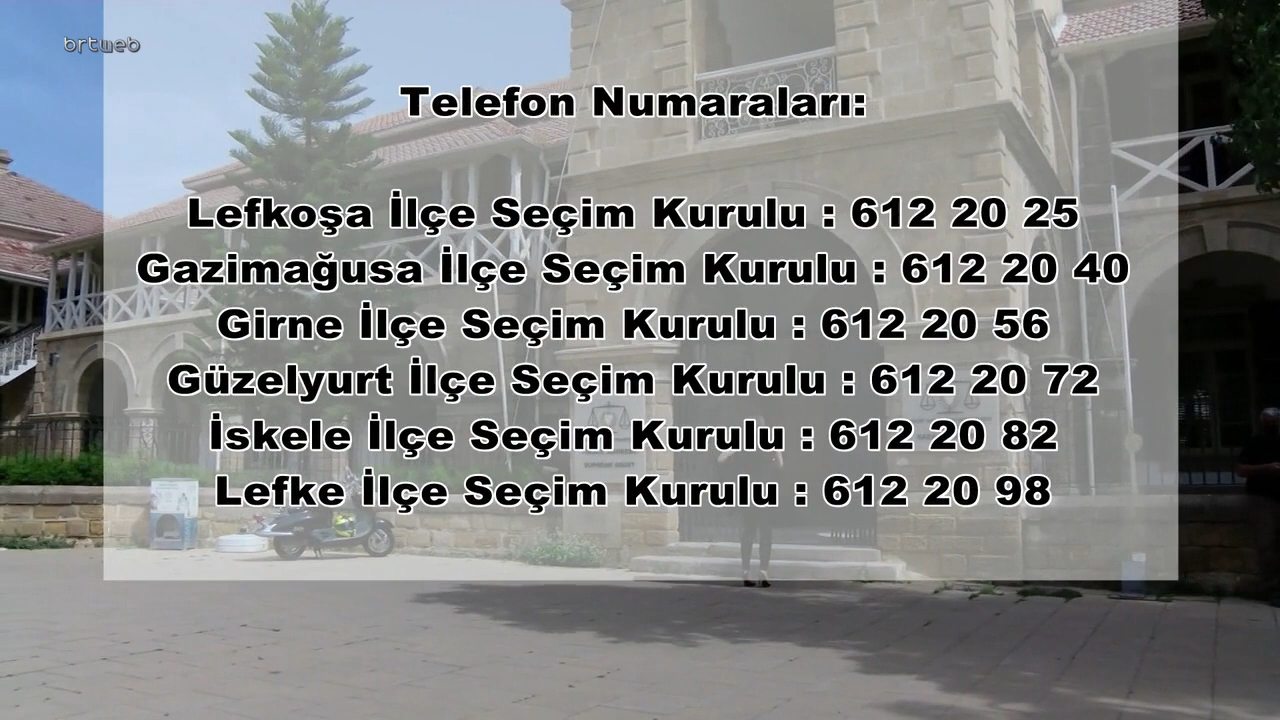 brtweb
Telefon Numaraları:
Lefkoşa İlçe Seçim Kurulu : 612 20 25
Gazimağusa İlçe Seçim Kurulu : 612 20 40
Girne İlçe Seçim Kurulu : 612 20 56
Güzelyurt İlçe Seçim Kurulu : 612 20 72
İskele İlçe Seçim Kurulu : 612 20 82
Lefke İlçe Seçim Kurulu : 612 20 98